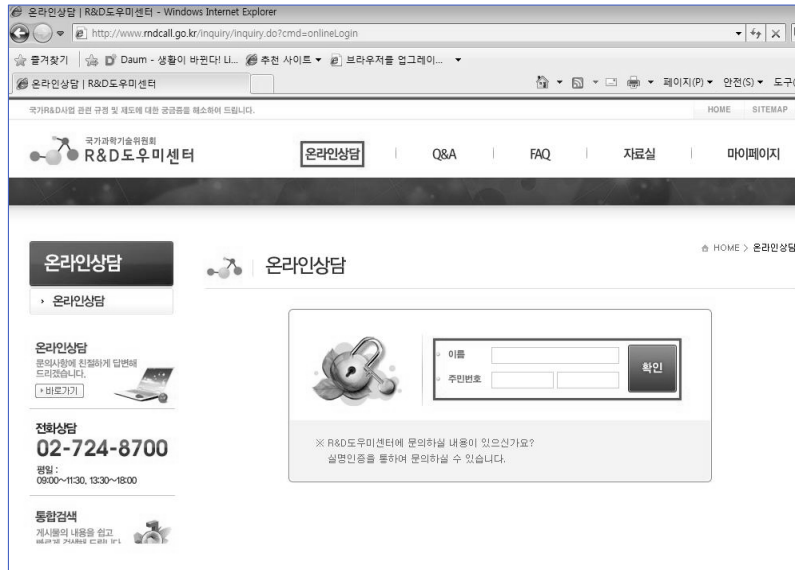 온라인상담 | R&D도우미센터 - Windows Internet Explorer
http://www.rndcall.go.kr/inquiry/inquiry.do?cmd=onlineLogin
즐겨찾기 Daum - 생활이 바뀐다! Li... 추천 사이트 브라우저를 업그레이...
온라인상담 | R&D도우미센터 페이지(P) 안전(S) 도구(
국가R&D사업 관련 규정 및 제도에 대한 궁금증을 해소하여 드립니다. HOME SITEMAP
국가과학기술위원회
R&D도우미센터 온라인상담 Q&A FAQ 자료실 마이페이지
HOME > 온라인상담
온라인상담
온라인상담
› 온라인상담
온라인상담
문의사항에 친절하게 답변해
드리겠습니다.
바로가기
이름
주민번호
확인
※ R&D도우미센터에 문의하실 내용이 있으신가요?
실명인증을 통하여 문의하실 수 있습니다.
전화상담
02-724-8700
평일 :
09:00~11:30, 13:30~18:00
통합검색
게시물의 내용을 쉽고